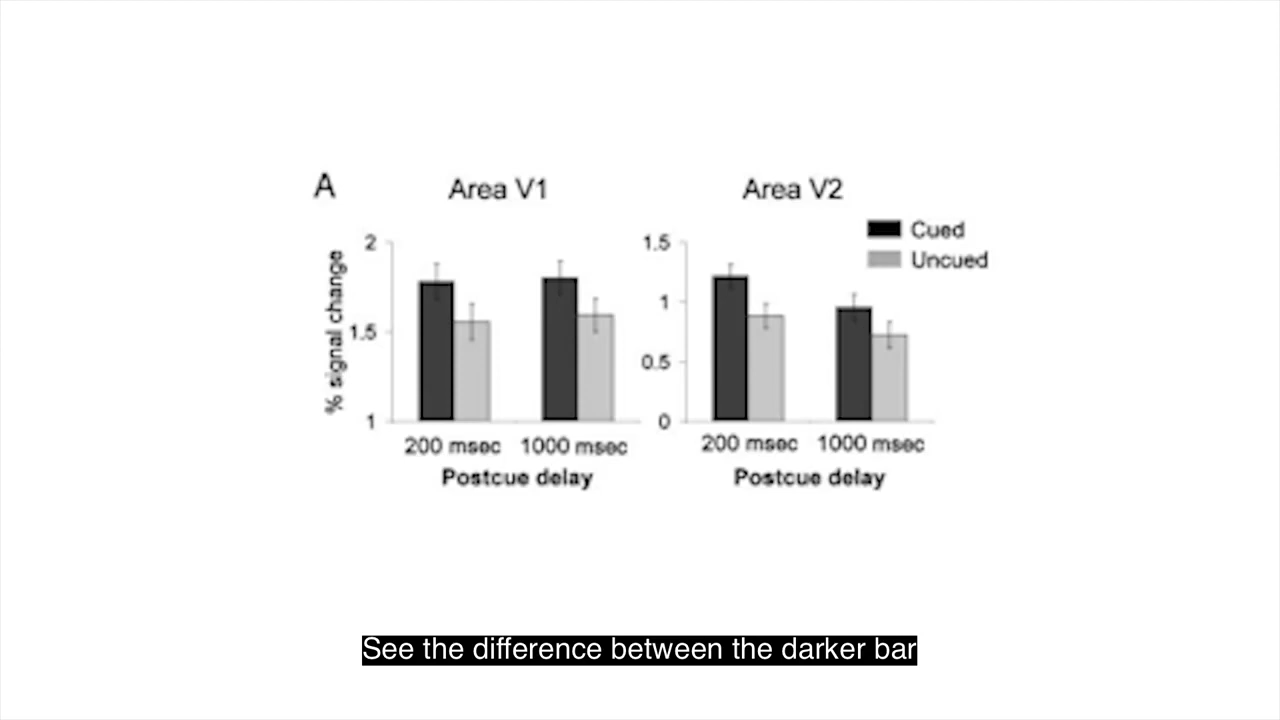 A
Area V1
Area V2
Cued
Uncued
% signal change
2
1.5
1
1.5
1
0.5
0
200 msec 1000 msec
Postcue delay
200 msec 1000 msec
Postcue delay
See the difference between the darker bar